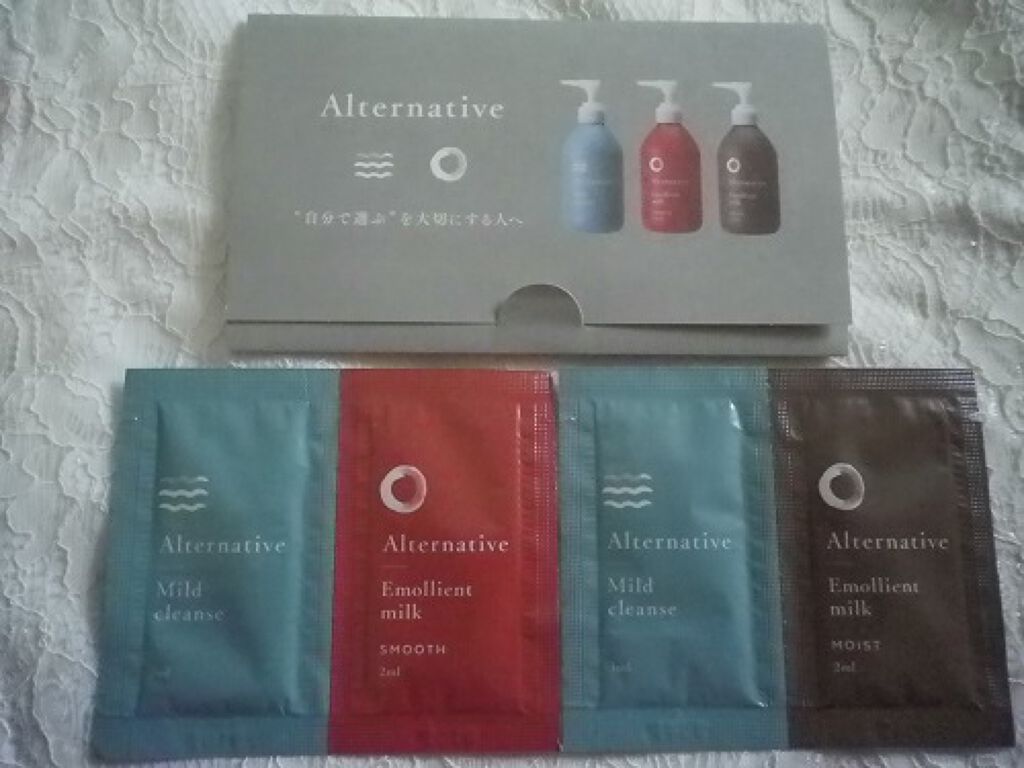 Alternative
"自分で選ぶ"を大切にする人へ
Alternative
Mild
cleanse
Alternative
Emollient
milk
SMOOTH
2ml
Alternative
Mild
cleanse
Alternative
Emollient
milk
MOIST
2ml